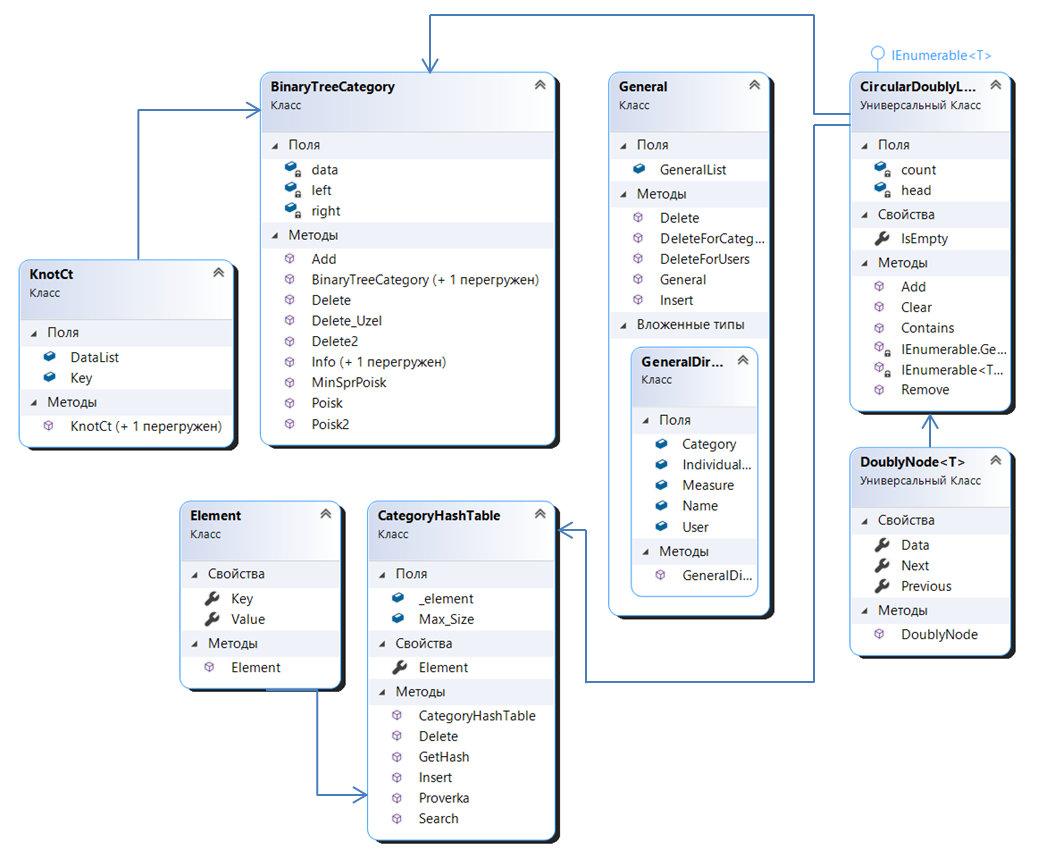 IEnumerable<T>
BinaryTreeCategory
Класс
Поля
data
left
right
Методы
Add
BinaryTreeCategory (+ 1 перегружен)
Delete
Delete_Uzel
Delete2
Info (+ 1 перегружен)
MinSprPoisk
Poisk
Poisk2
General
Класс
Поля
GeneralList
Методы
Delete
DeleteForCateg...
DeleteForUsers
General
Insert
Вложенные типы
GeneralDir...
Класс
Поля
Category
Individual...
Measure
Name
User
Методы
GeneralDi...
CircularDoublyL...
Универсальный Класс
Поля
count
head
Свойства
IsEmpty
Методы
Add
Clear
Contains
IEnumerable.Ge...
IEnumerable<T...
Remove
KnotCt
Класс
Поля
DataList
Key
Методы
KnotCt (+ 1 перегружен)
Element
Класс
Свойства
Key
Value
Методы
Element
CategoryHashTable
Класс
Поля
_element
Max_Size
Свойства
Element
Методы
CategoryHashTable
Delete
GetHash
Insert
Proverka
Search
DoublyNode<T>
Универсальный Класс
Свойства
Data
Next
Previous
Методы
DoublyNode